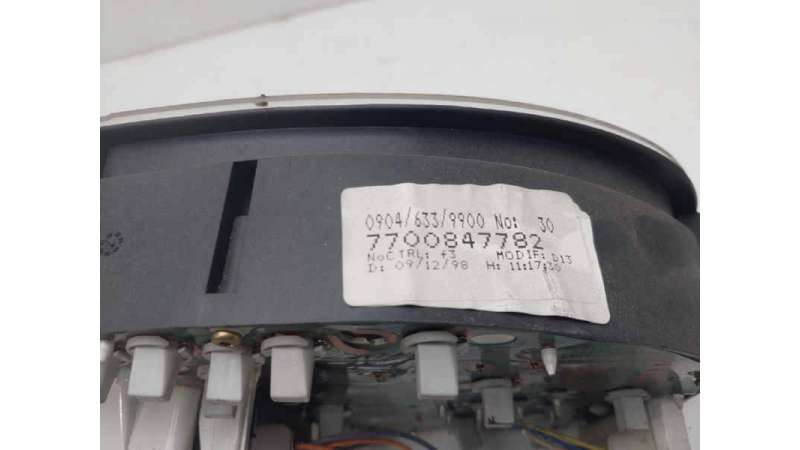 0904/633/9900 No: 30
7700847782
NoCTRL: f3 MODIF: D13
D: 09/12/98 H: 11:17:30